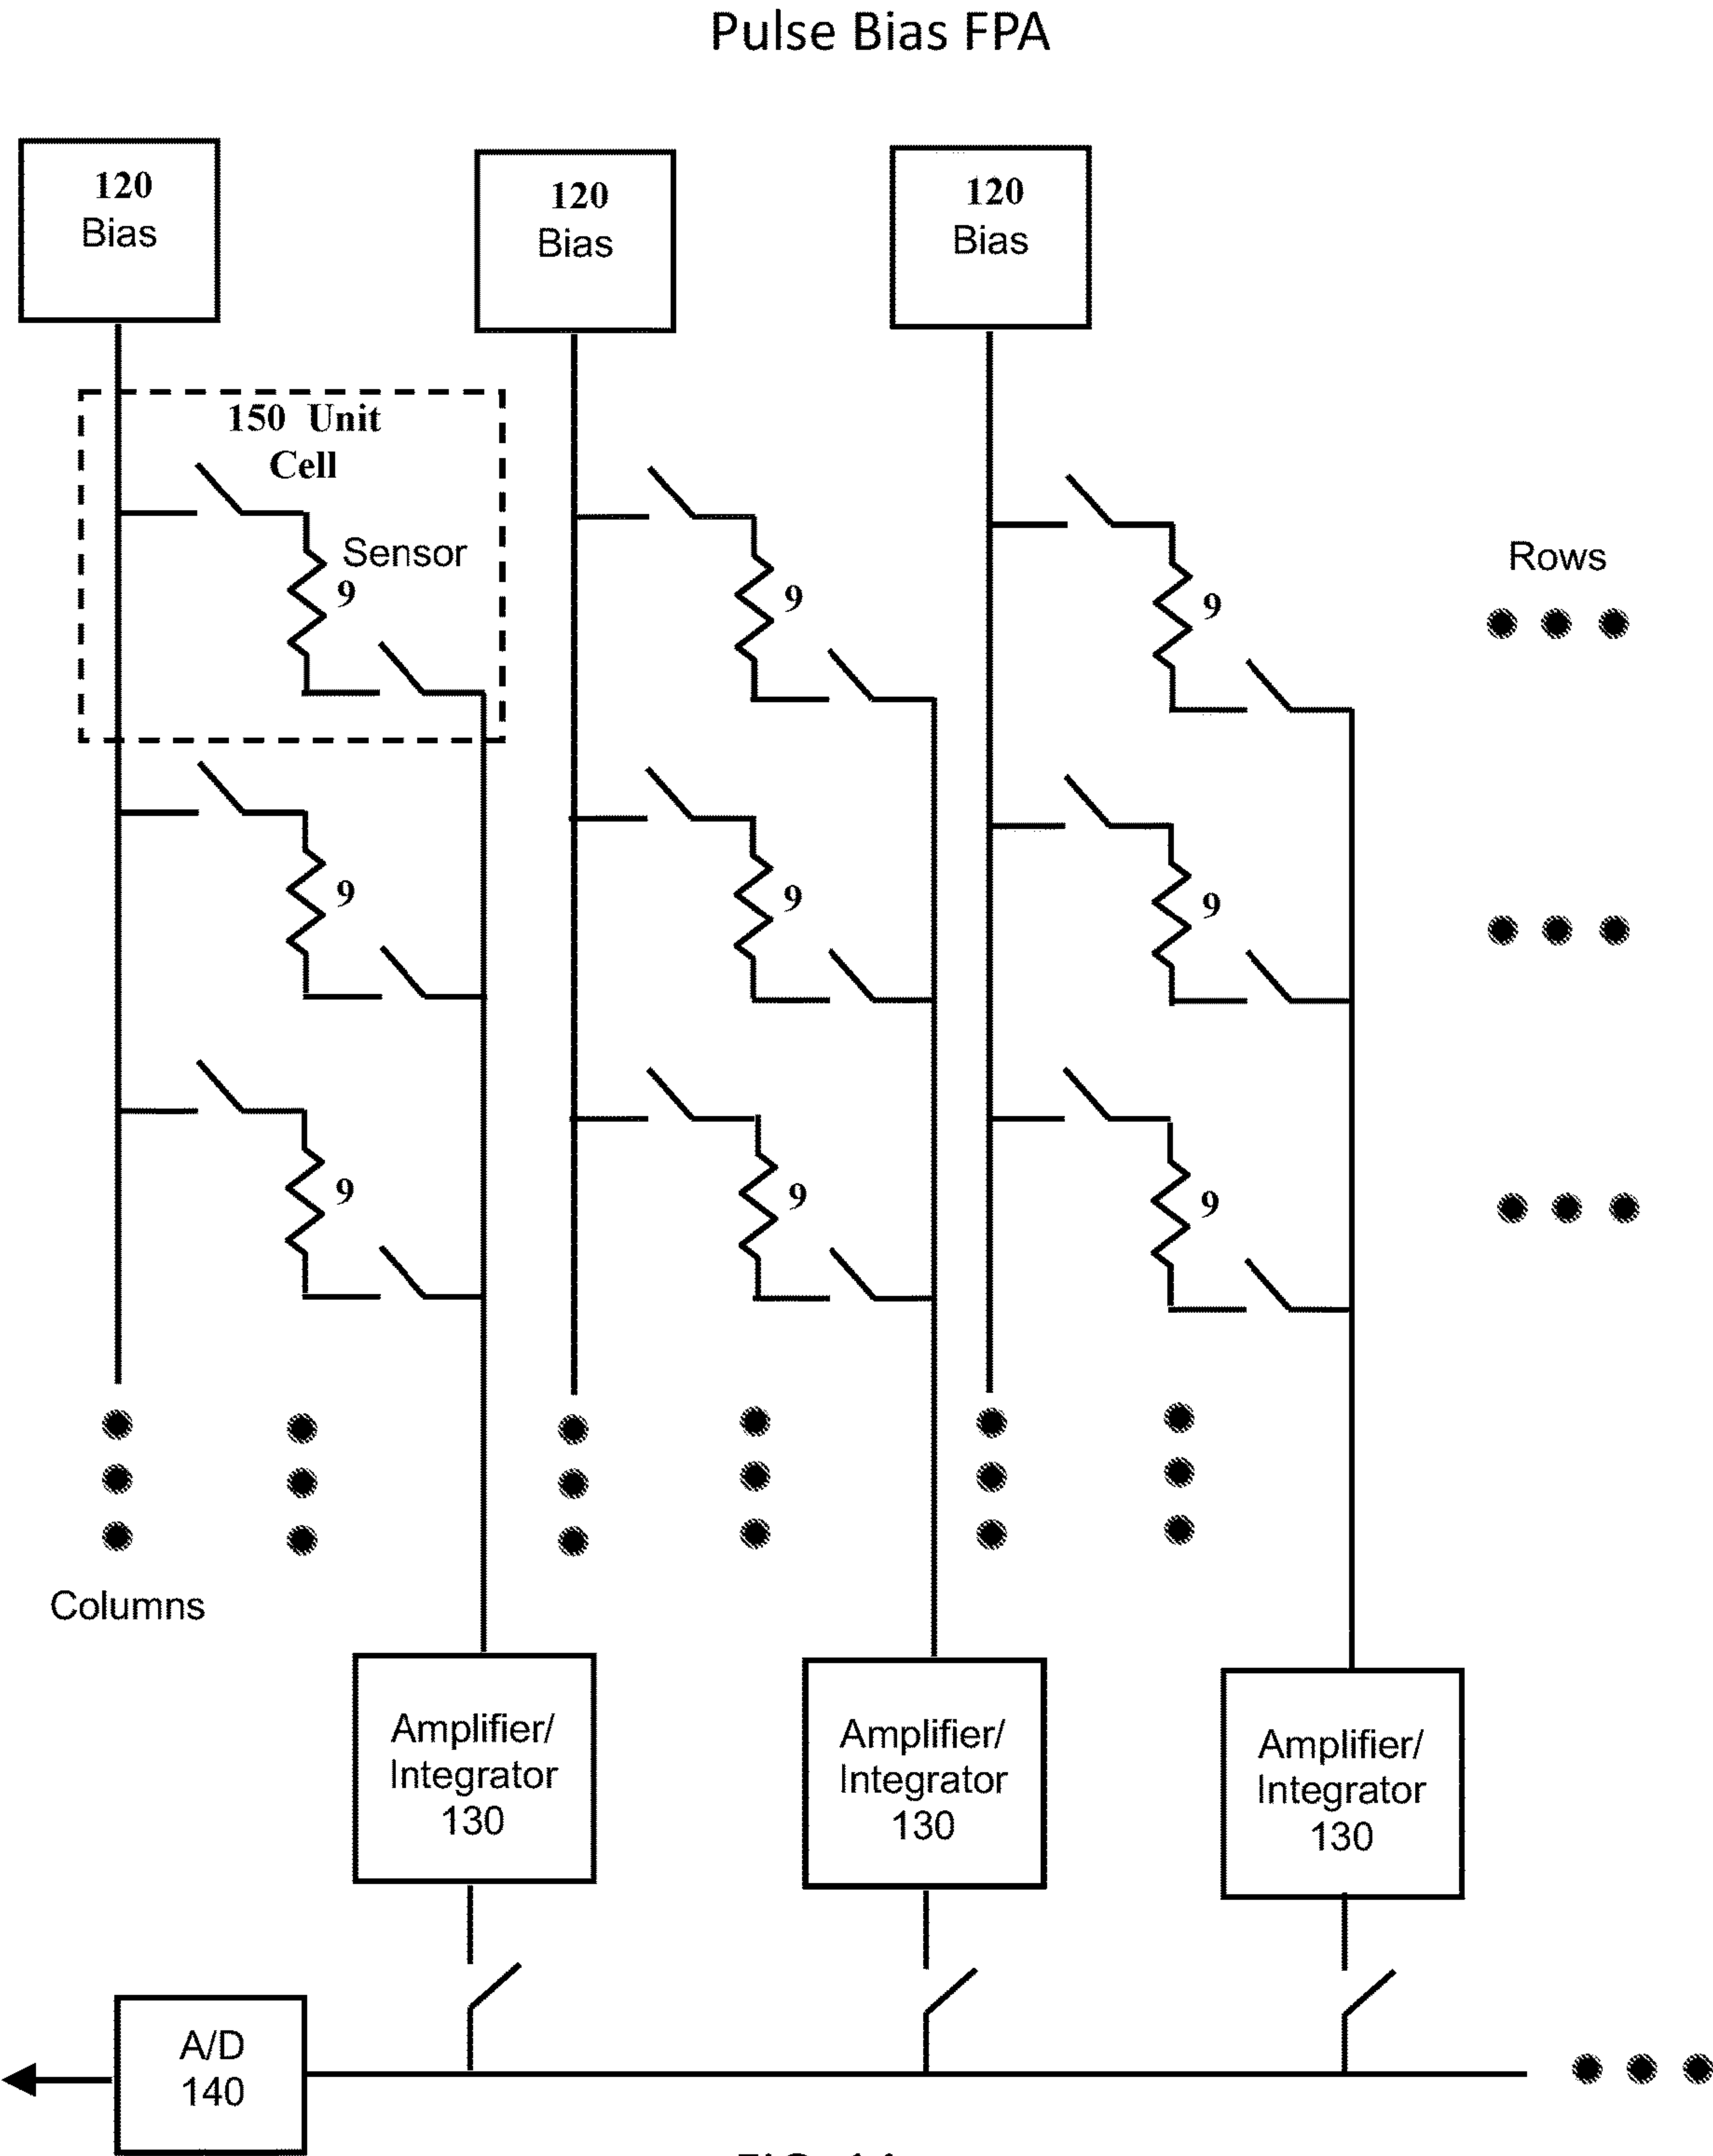 Pulse Bias FPA
120
Bias
120
Bias
120
Bias
150 Unit
Cell
Sensor
9
9
9
Rows
9
9
9
9
9
9
Columns
Amplifier/
Integrator
130
Amplifier/
Integrator
130
Amplifier/
Integrator
130
A/D
140